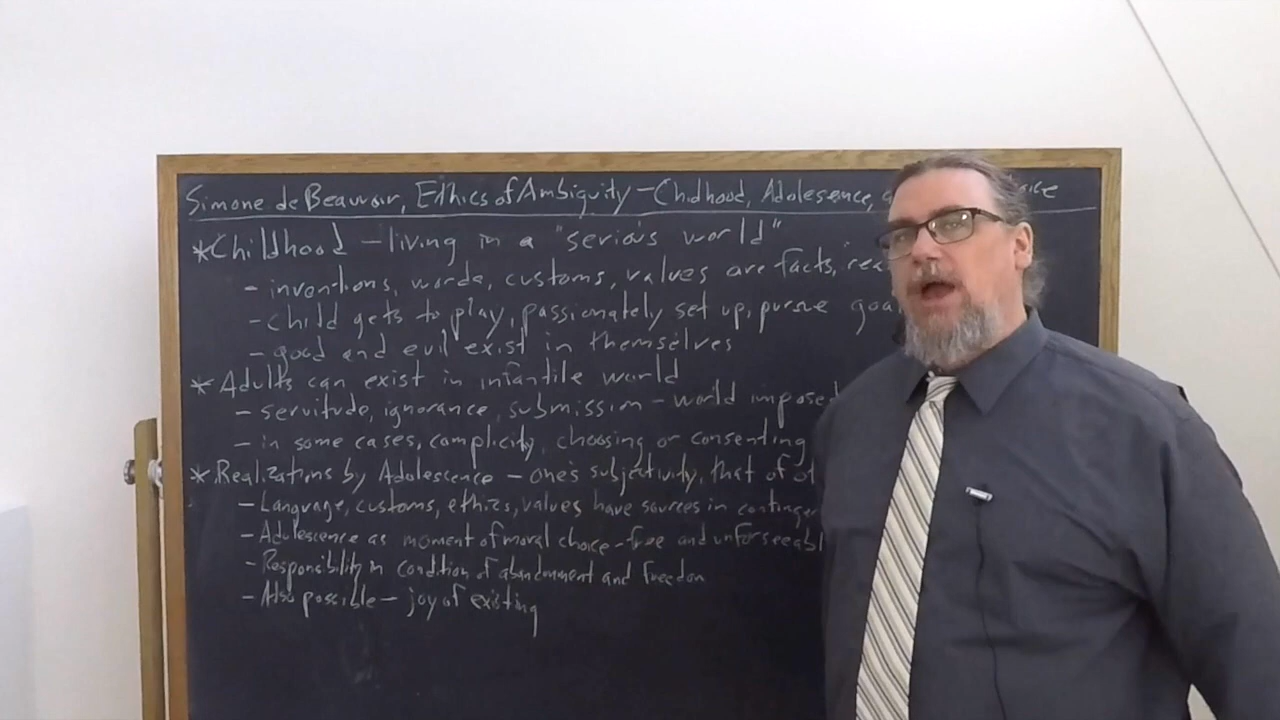 Simone de Beauvoir, Ethics of Ambiguity – Chidhood, Adolesence,
* Childhood – living in a "serious world"
- inventions, words, customs, values are facts,
- child gets to play, passionately set up, pursue
- good and evil exist in themselves
* Adults can exist in infantile world
- servitude, ignorance, submission – world imposed
- in some cases, complicity, choosing or consenting
* Realizations by Adolescence – one's subjectivity, that of
- Language, customs, ethics, values have sources in
- Adolescence as moment of moral choice – free and
- Responsibility in condition of abandonment and freedom
- Also possible – joy of existing